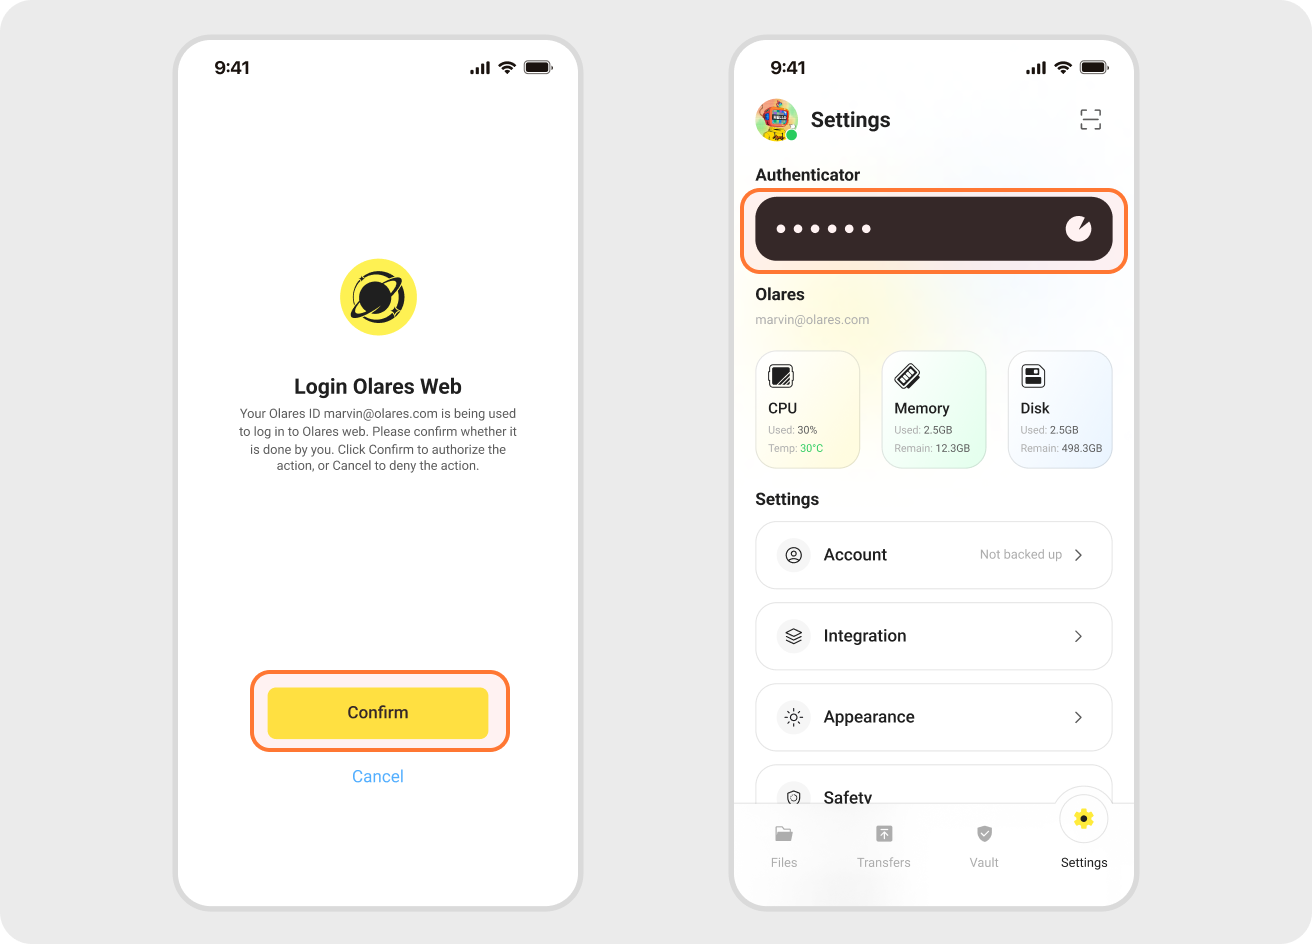 9:41
Login Olares Web
Your Olares ID marvin@olares.com is being used
to log in to Olares web. Please confirm whether it
is done by you. Click Confirm to authorize the
action, or Cancel to deny the action.
Confirm
Cancel
9:41
Settings
Authenticator
Olares
marvin@olares.com
CPU
Used: 30%
Temp: 30°C
Memory
Used: 2.5GB
Remain: 12.3GB
Disk
Used: 2.5GB
Remain: 498.3GB
Settings
Account Not backed up
Integration
Appearance
Safety
Files Transfers Vault Settings